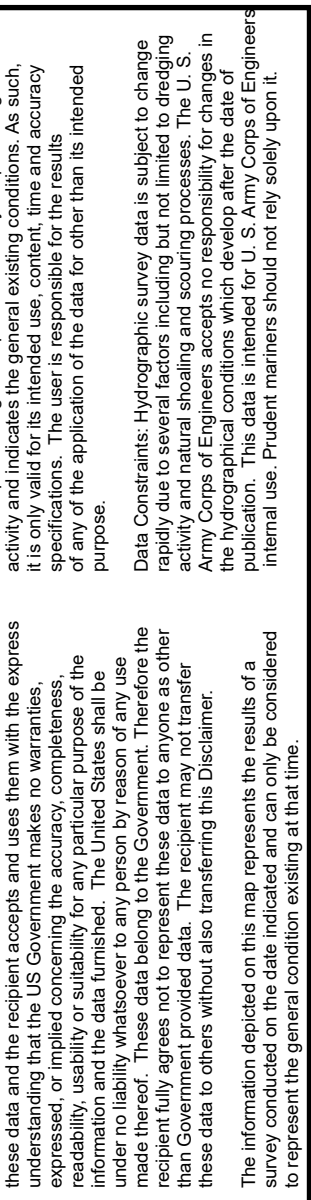 these data and the recipient accepts and uses them with the express
understanding that the US Government makes no warranties,
expressed, or implied concerning the accuracy, completeness,
readability, usability or suitability for any particular purpose of the
information and the data furnished. The United States shall be
under no liability whatsoever to any person by reason of any use
made thereof. These data belong to the Government. Therefore the
recipient fully agrees not to represent these data to anyone as other
than Government provided data. The recipient may not transfer
these data to others without also transferring this Disclaimer.
The information depicted on this map represents the results of a
survey conducted on the date indicated and can only be considered
to represent the general condition existing at that time.
activity and indicates the general existing conditions. As such,
it is only valid for its intended use, content, time and accuracy
specifications. The user is responsible for the results
of any of the application of the data for other than its intended
purpose.
Data Constraints: Hydrographic survey data is subject to change
rapidly due to several factors including but not limited to dredging
activity and natural shoaling and scouring processes. The U. S.
Army Corps of Engineers accepts no responsibility for changes in
the hydrographical conditions which develop after the date of
publication. This data is intended for U. S. Army Corps of Engineers
internal use. Prudent mariners should not rely solely upon it.